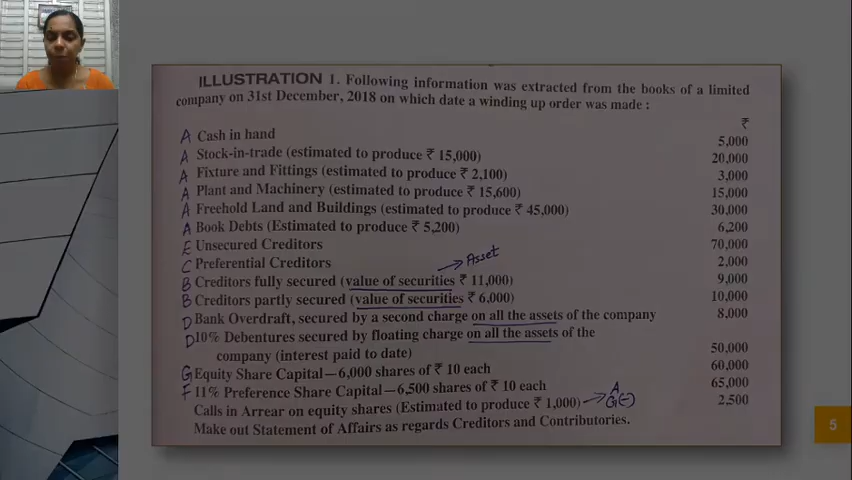 ILLUSTRATION 1. Following information was extracted from the books of a limited
company on 31st December, 2018 on which date a winding up order was made :
₹
A Cash in hand 5,000
A Stock-in-trade (estimated to produce ₹ 15,000) 20,000
A Fixture and Fittings (estimated to produce ₹ 2,100) 3,000
A Plant and Machinery (estimated to produce ₹ 15,600) 15,000
A Freehold Land and Buildings (estimated to produce ₹ 45,000) 30,000
A Book Debts (Estimated to produce ₹ 5,200) 6,200
E Unsecured Creditors 70,000
C Preferential Creditors 2,000
→ Asset
B Creditors fully secured (value of securities ₹ 11,000) 9,000
B Creditors partly secured (value of securities ₹ 6,000) 10,000
D Bank Overdraft, secured by a second charge on all the assets of the company 8,000
D 10% Debentures secured by floating charge on all the assets of the
company (interest paid to date) 50,000
G Equity Share Capital—6,000 shares of ₹ 10 each 60,000
F 11% Preference Share Capital—6,500 shares of ₹ 10 each 65,000
Calls in Arrear on equity shares (Estimated to produce ₹ 1,000) → A G(-) 2,500
Make out Statement of Affairs as regards Creditors and Contributories.
5